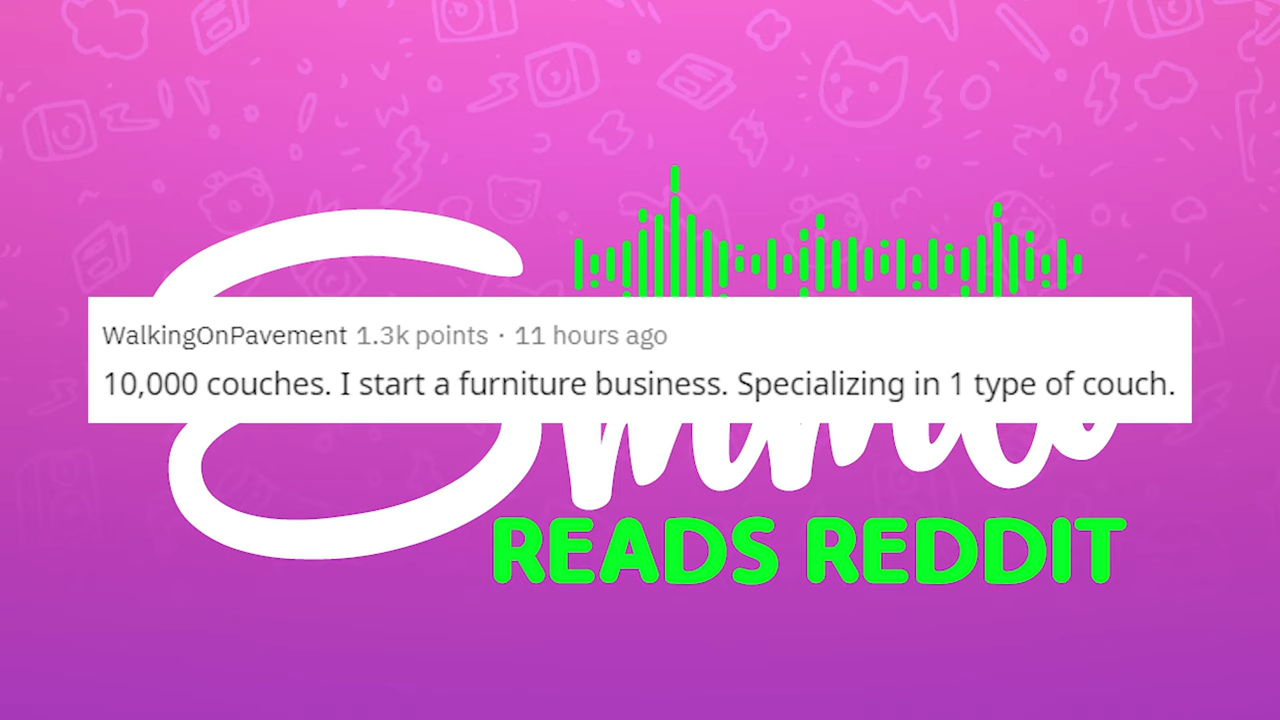 WalkingOnPavement 1.3k points · 11 hours ago
10,000 couches. I start a furniture business. Specializing in 1 type of couch.
READS REDDIT